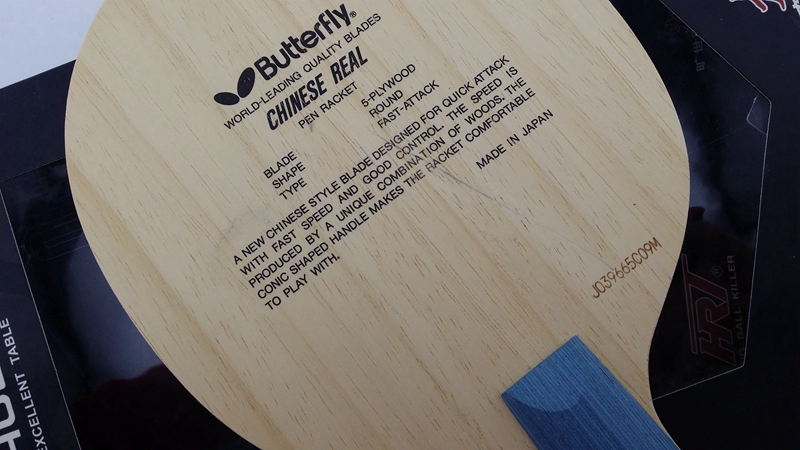 Butterfly®
WORLD-LEADING QUALITY BLADES
CHINESE REAL
PEN RACKET
BLADE 5-PLYWOOD
SHAPE ROUND
TYPE FAST-ATTACK
A NEW CHINESE STYLE BLADE DESIGNED FOR QUICK ATTACK
WITH FAST SPEED AND GOOD CONTROL. THE SPEED IS
PRODUCED BY A UNIQUE COMBINATION OF WOODS. THE
CONIC SHAPED HANDLE MAKES THE RACKET COMFORTABLE
TO PLAY WITH.
MADE IN JAPAN
J039665C09M
HRT®
BALL KILLER
EXCELLENT TABLE